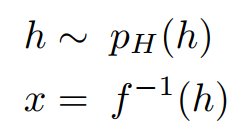 h ∼ p_H(h)
x = f^{-1}(h)